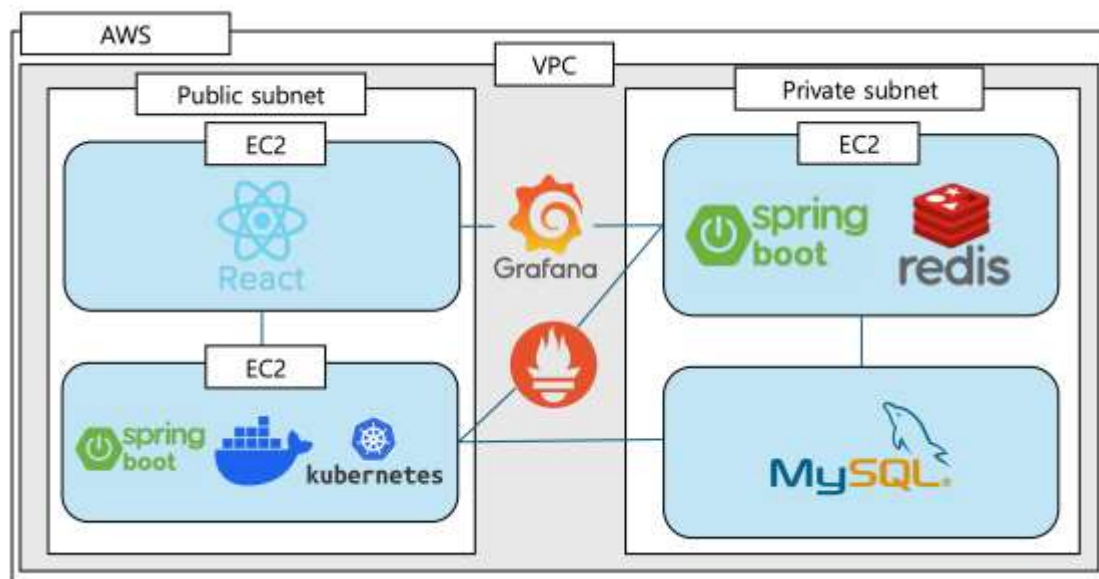 AWS
VPC
Public subnet
Private subnet
EC2
EC2
React
Grafana
spring
boot
redis
EC2
spring
boot
kubernetes
MySQL®